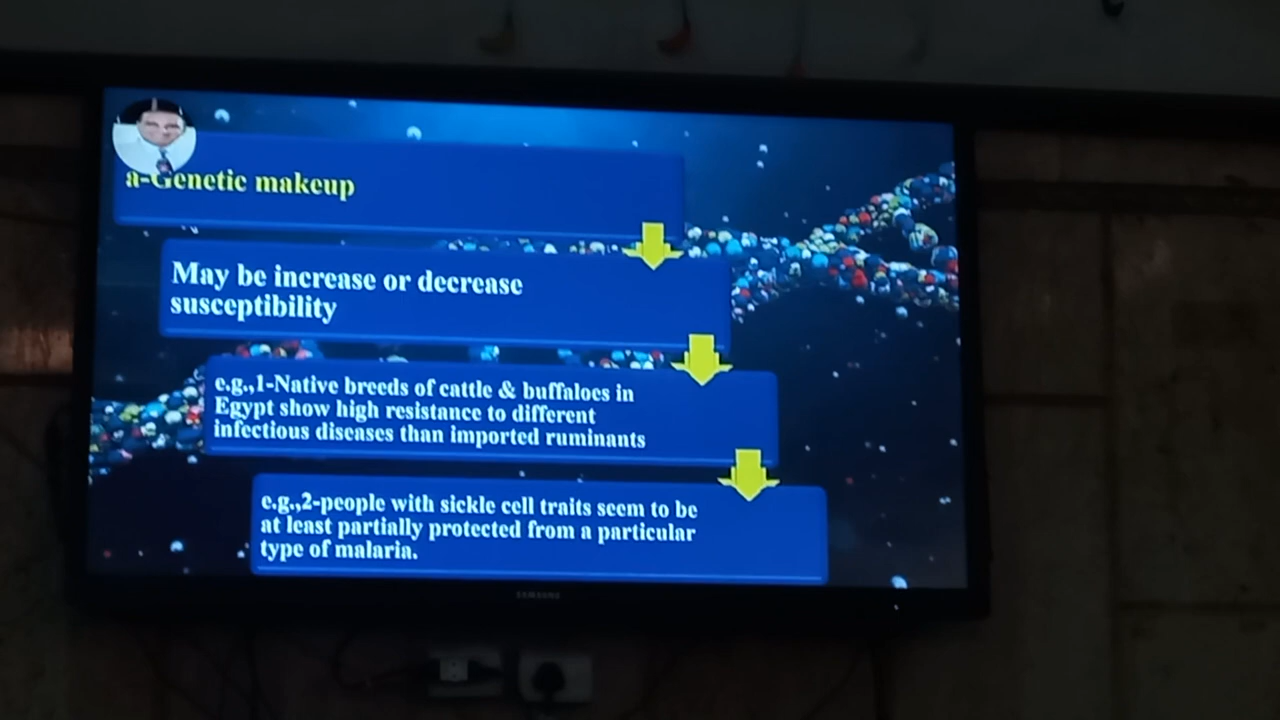 a-Genetic makeup
May be increase or decrease
susceptibility
e.g.,1-Native breeds of cattle & buffaloes in
Egypt show high resistance to different
infectious diseases than imported ruminants
e.g.,2-people with sickle cell traits seem to be
at least partially protected from a particular
type of malaria.
SAMSUNG